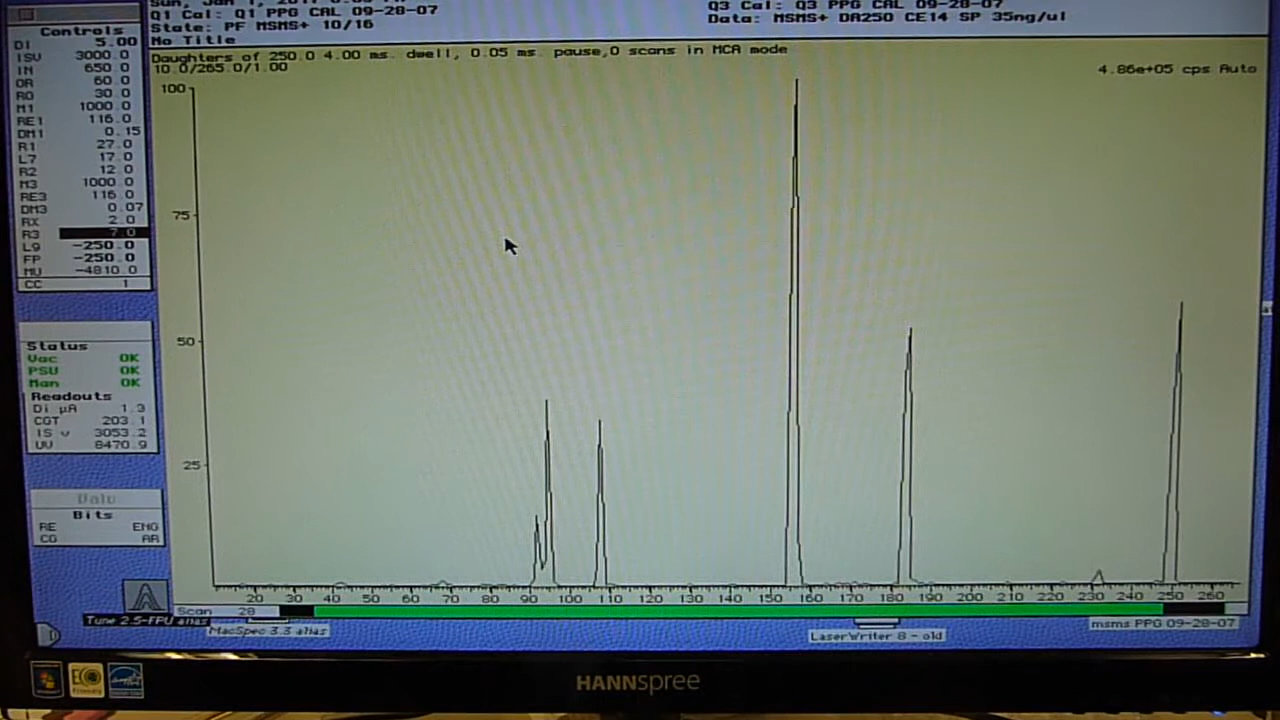 Controls
DI 5.00
ISV 3000.0
IN 650.0
OR 60.0
R0 30.0
M1 1000.0
RE1 116.0
DM1 0.15
R1 27.0
L7 17.0
R2 12.0
M3 1000.0
RE3 116.0
DM3 0.07
RX 2.0
R3 7.0
L9 -250.0
FP -250.0
MU -4810.0
CC 1
Status
Vac OK
PSU OK
Man OK
Readouts
Di µA 1.3
CGT 203.1
IS v 3053.2
UV 8470.9
Bits
RE ENG
CG AR
Q1 Cal: Q1 PPG CAL 09-28-07
State: PF MSMS+ 10/16
No Title
Q3 Cal: Q3 PPG CAL 09-28-07
Data: MSMS+ DA250 CE14 SP 35ng/ul
Daughters of 250.0 4.00 ms. dwell, 0.05 ms. pause,0 scans in MCA mode
10.0/265.0/1.00
4.86e+05 cps Auto
100
75
50
25
20 30 40 50 60 70 80 90 100 110 120 130 140 150 160 170 180 190 200 210 220 230 240 250 260
Scan 28
Tune 2.5-FPU alias
MacSpec 3.3 alias
LaserWriter 8 - old
msms PPG 09-28-07
HANNspree